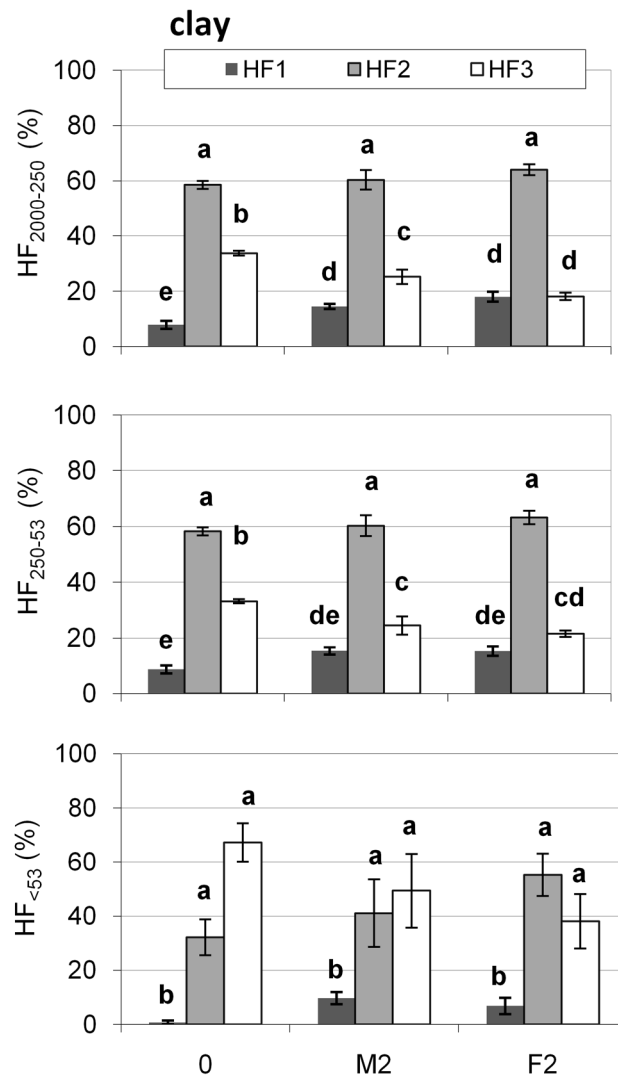 clay
HF1 HF2 HF3
HF2000-250 (%)
100
80
60
40
20
0
a a a
b c
e d d d
HF250-53 (%)
100
80
60
40
20
0
a a a
b c cd
e de de
HF<53 (%)
100
80
60
40
20
0
a a a
a a a
b b b
0 M2 F2